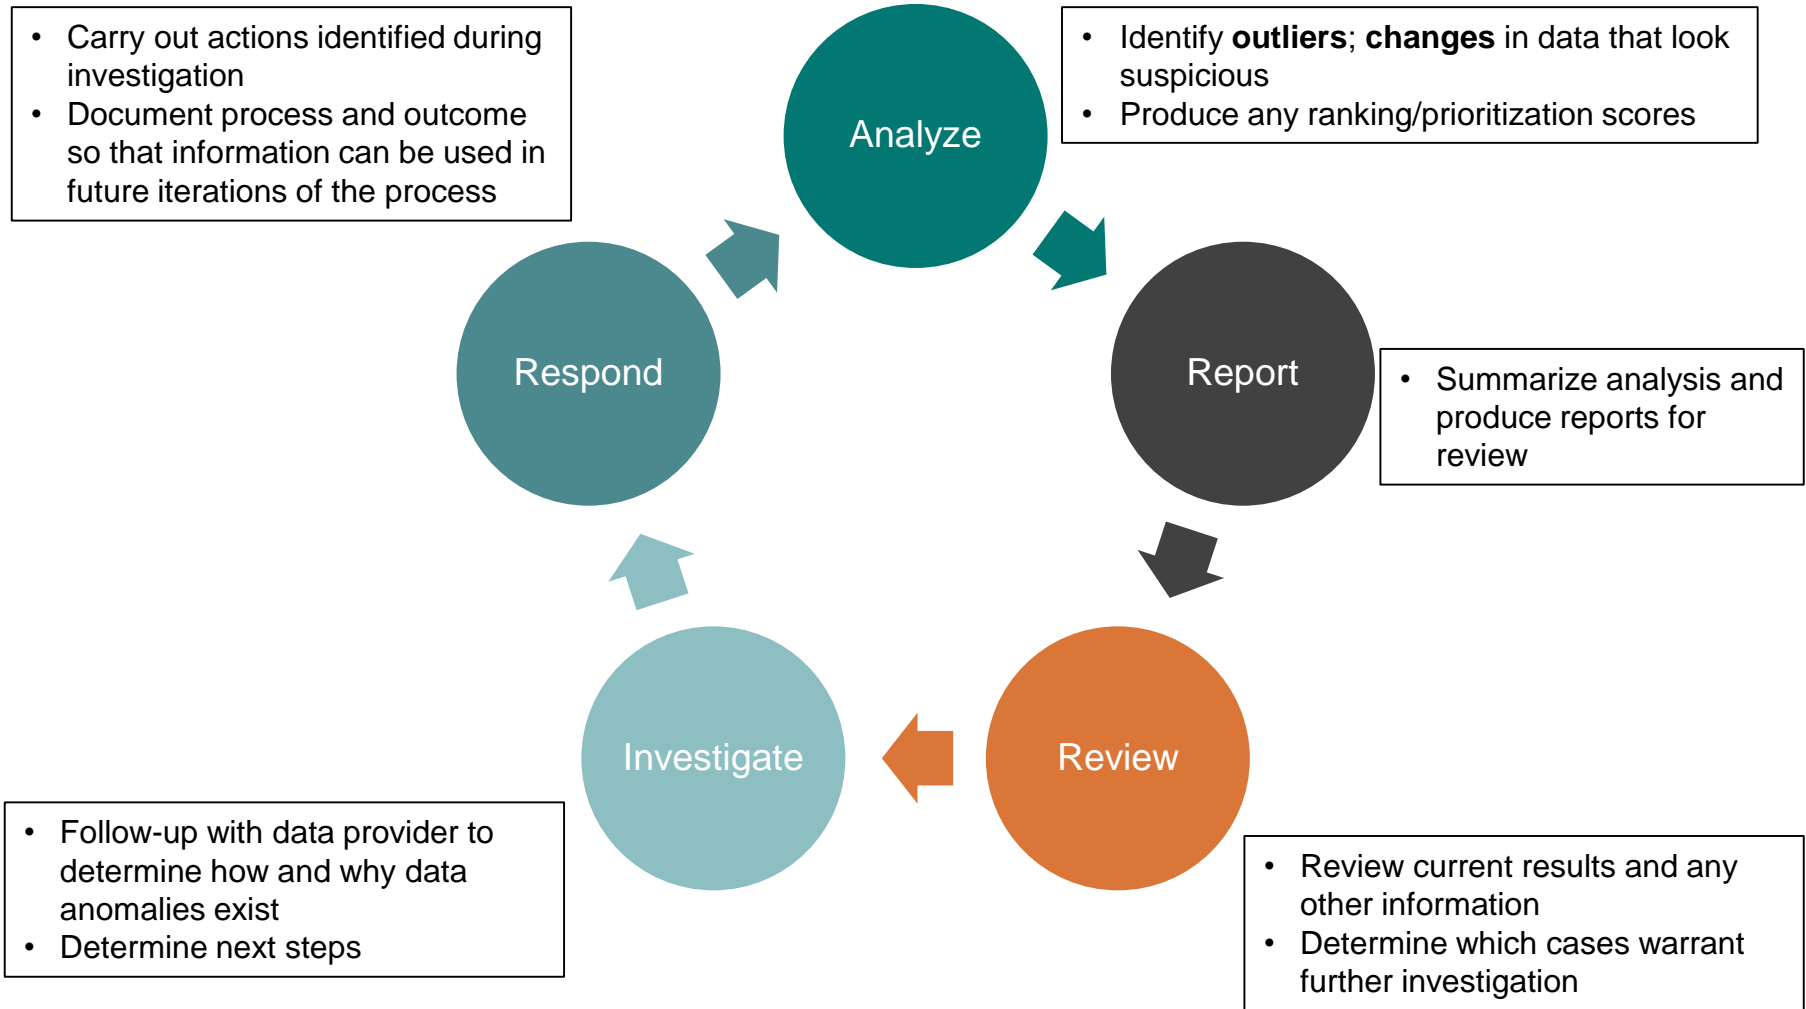 • Carry out actions identified during
investigation
• Document process and outcome
so that information can be used in
future iterations of the process
Analyze
• Identify outliers; changes in data that look
suspicious
• Produce any ranking/prioritization scores
Respond
Report
• Summarize analysis and
produce reports for
review
Investigate
Review
• Follow-up with data provider to
determine how and why data
anomalies exist
• Determine next steps
• Review current results and any
other information
• Determine which cases warrant
further investigation